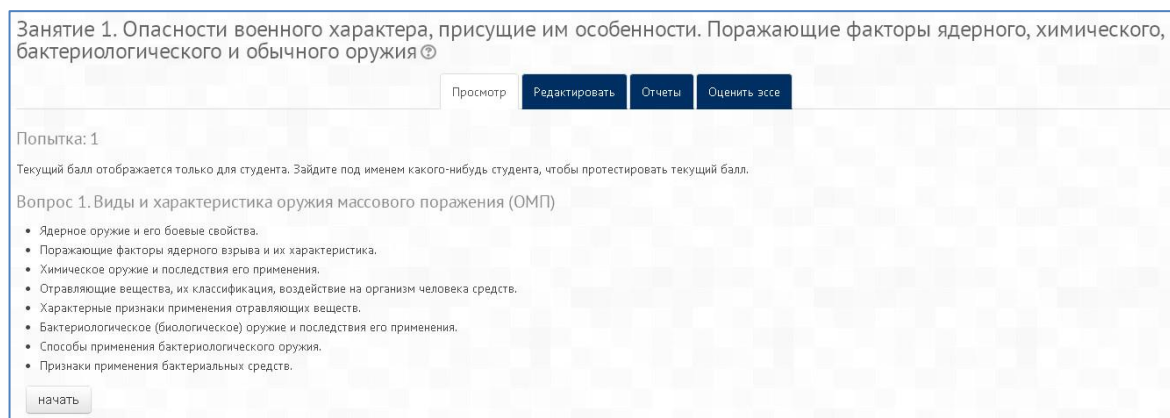 Занятие 1. Опасности военного характера, присущие им особенности. Поражающие факторы ядерного, химического,
бактериологического и обычного оружия
Просмотр Редактировать Отчеты Оценить эссе
Попытка: 1
Текущий балл отображается только для студента. Зайдите под именем какого-нибудь студента, чтобы протестировать текущий балл.
Вопрос 1. Виды и характеристика оружия массового поражения (ОМП)
• Ядерное оружие и его боевые свойства.
• Поражающие факторы ядерного взрыва и их характеристика.
• Химическое оружие и последствия его применения.
• Отравляющие вещества, их классификация, воздействие на организм человека средств.
• Характерные признаки применения отравляющих веществ.
• Бактериологическое (биологическое) оружие и последствия его применения.
• Способы применения бактериологического оружия.
• Признаки применения бактериальных средств.
начать